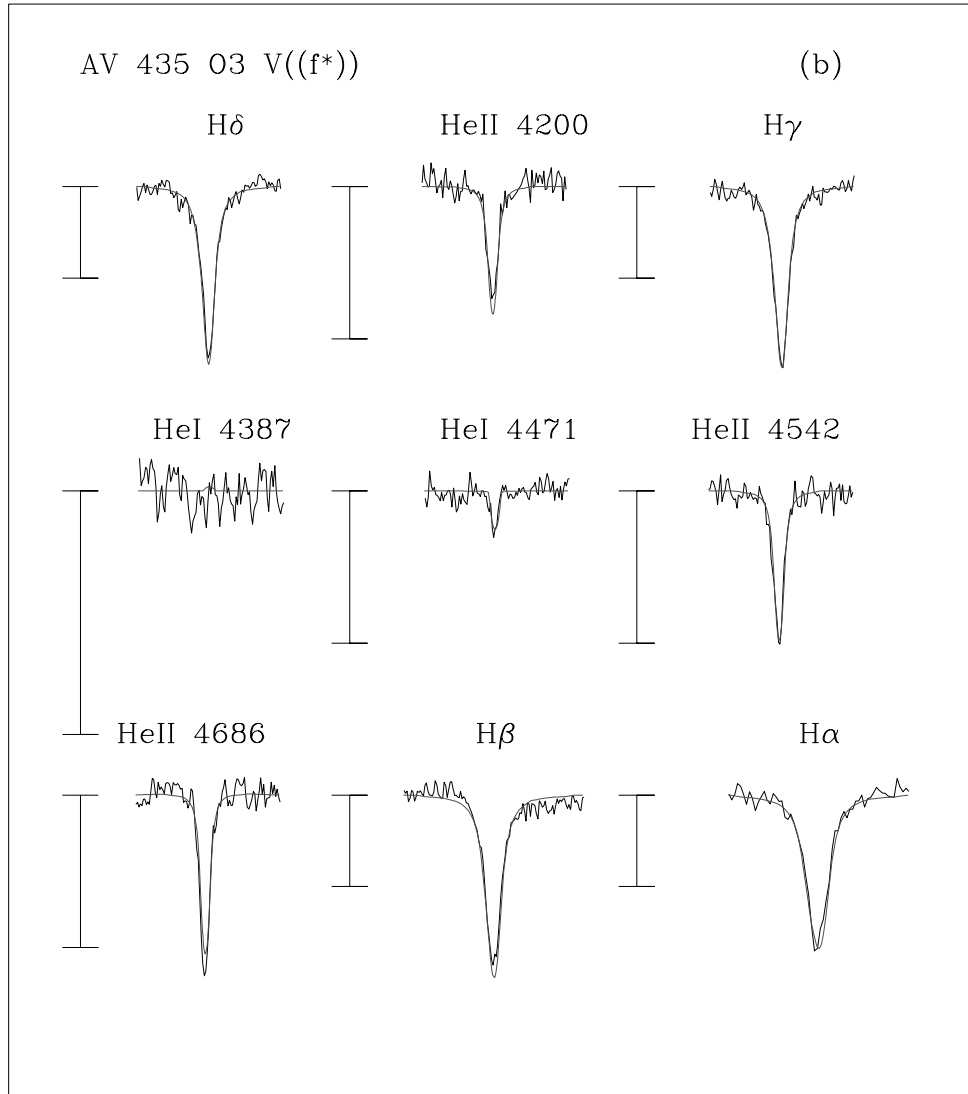 AV 435 O3 V((f*))
(b)
Hδ
HeII 4200
Hγ
HeI 4387
HeI 4471
HeII 4542
HeII 4686
Hβ
Hα